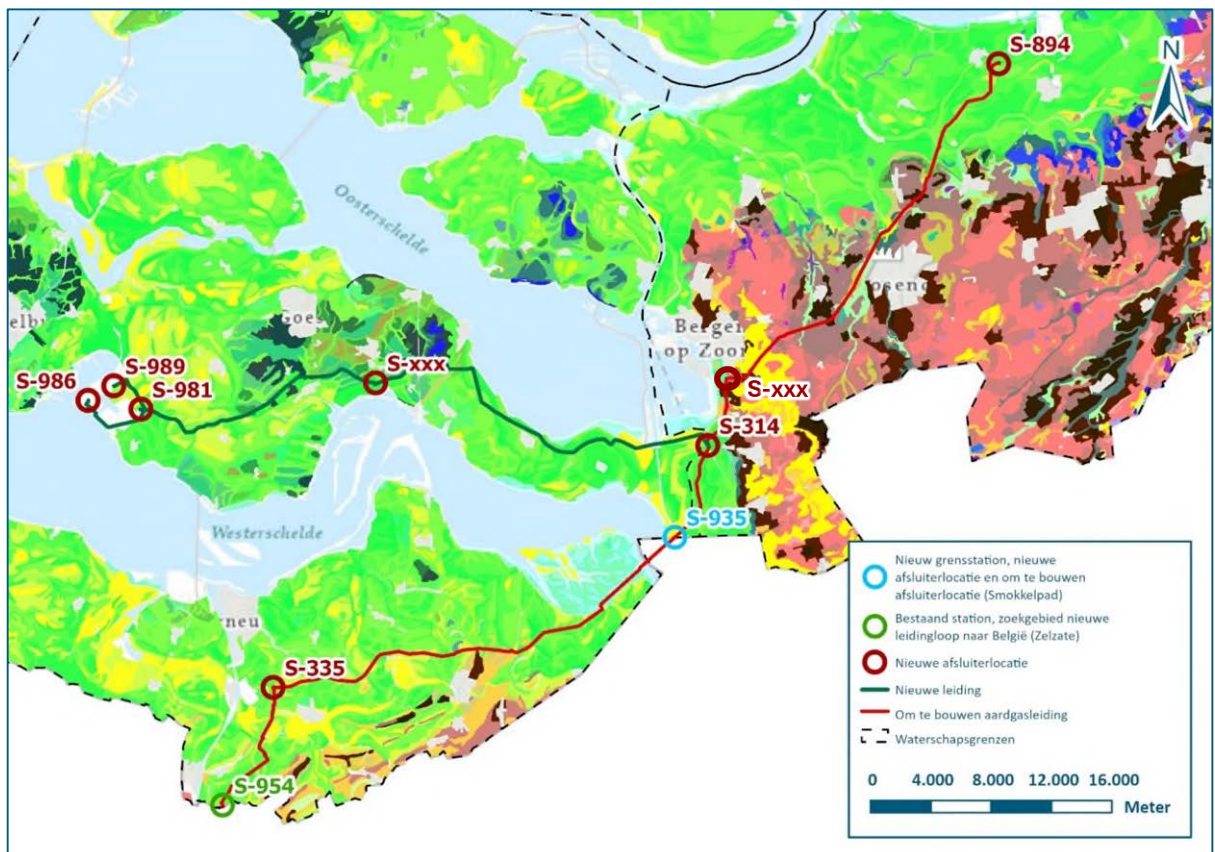 S-894
N
Oosterschelde
Goes
Bergen
op Zoom
S-989
S-986
S-981
S-xxx
S-xxx
S-314
S-935
Westerschelde
S-335
S-954
Nieuw grensstation, nieuwe
afsluiterlocatie en om te bouwen
afsluiterlocatie (Smokkelpad)
Bestaand station, zoekgebied nieuwe
leidingloop naar België (Zelzate)
Nieuwe afsluiterlocatie
Nieuwe leiding
Om te bouwen aardgasleiding
Waterschapsgrenzen
0 4.000 8.000 12.000 16.000
Meter